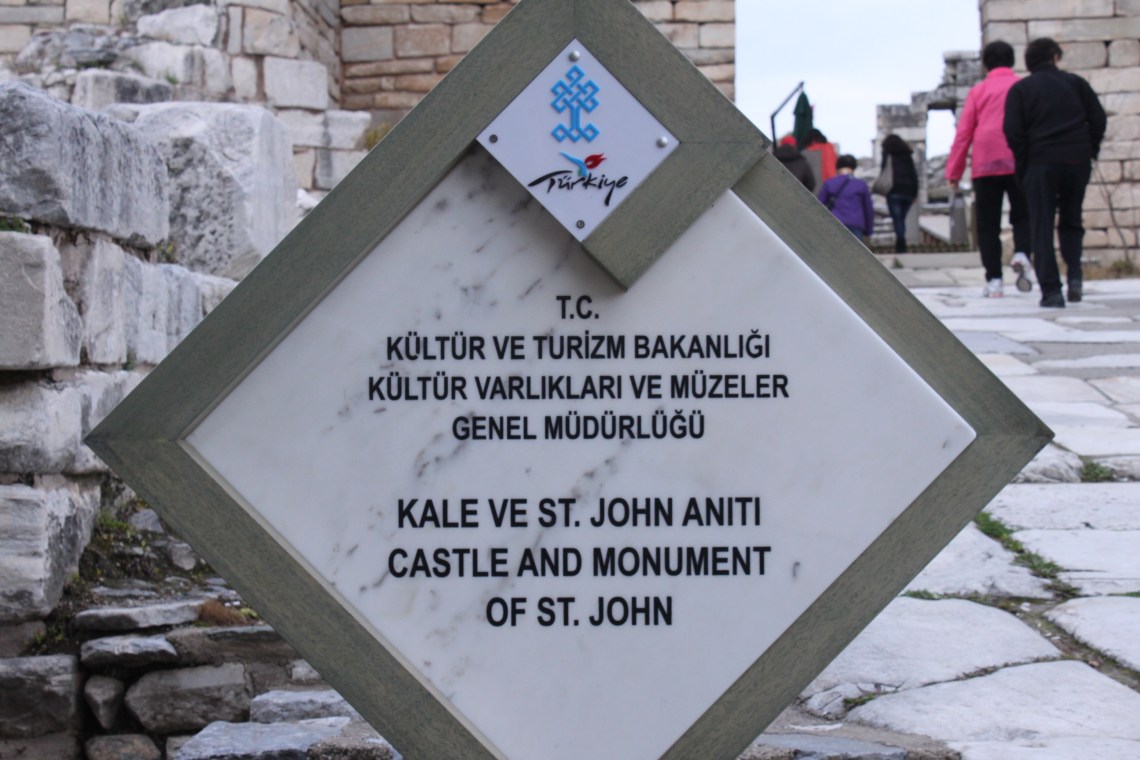 Türkiye
T.C.
KÜLTÜR VE TURİZM BAKANLIĞI
KÜLTÜR VARLIKLARI VE MÜZELER
GENEL MÜDÜRLÜĞÜ
KALE VE ST. JOHN ANITI
CASTLE AND MONUMENT
OF ST. JOHN